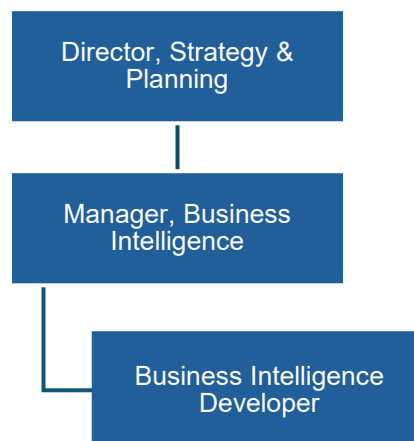 Director, Strategy &
Planning
Manager, Business
Intelligence
Business Intelligence
Developer